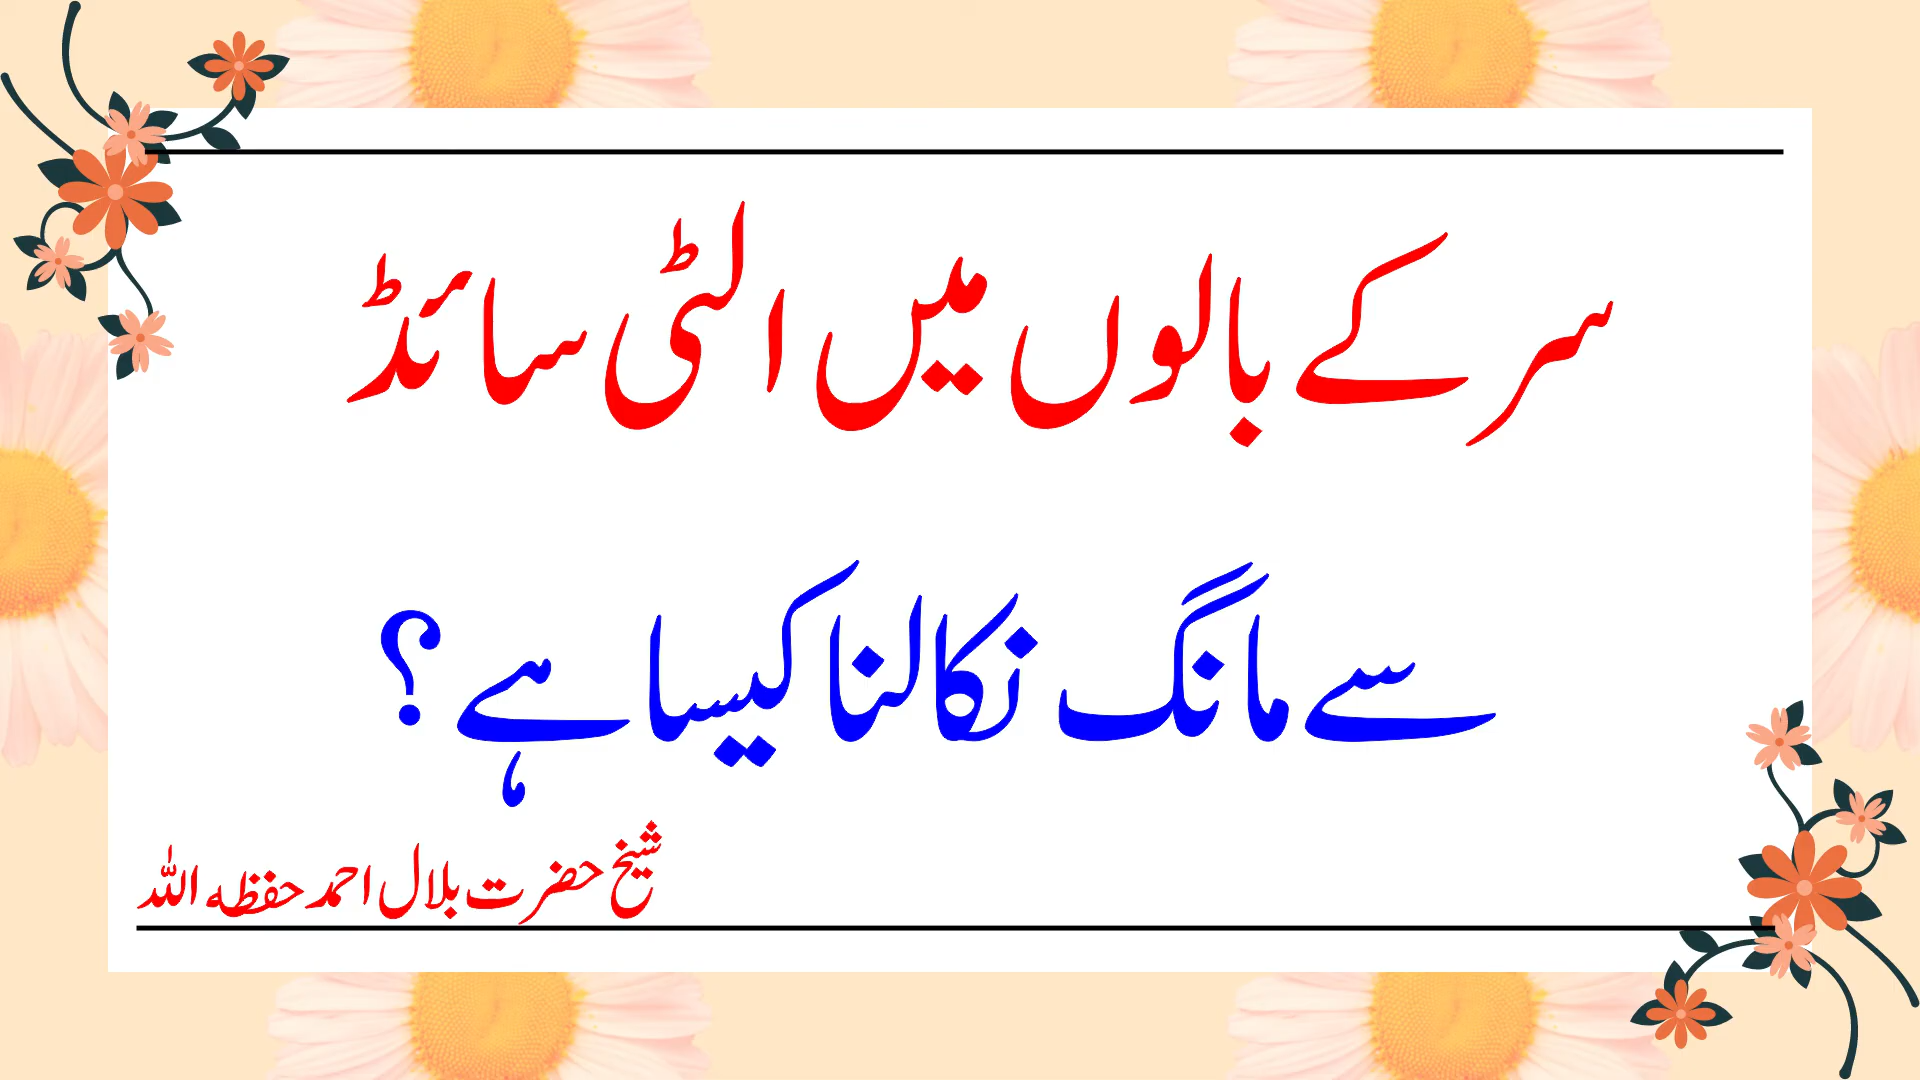 سر کے بالوں میں الٹی سائڈ
سے مانگ نکالنا کیسا ہے ؟
شیخ حضرت بلال احمد حفظہ اللہ